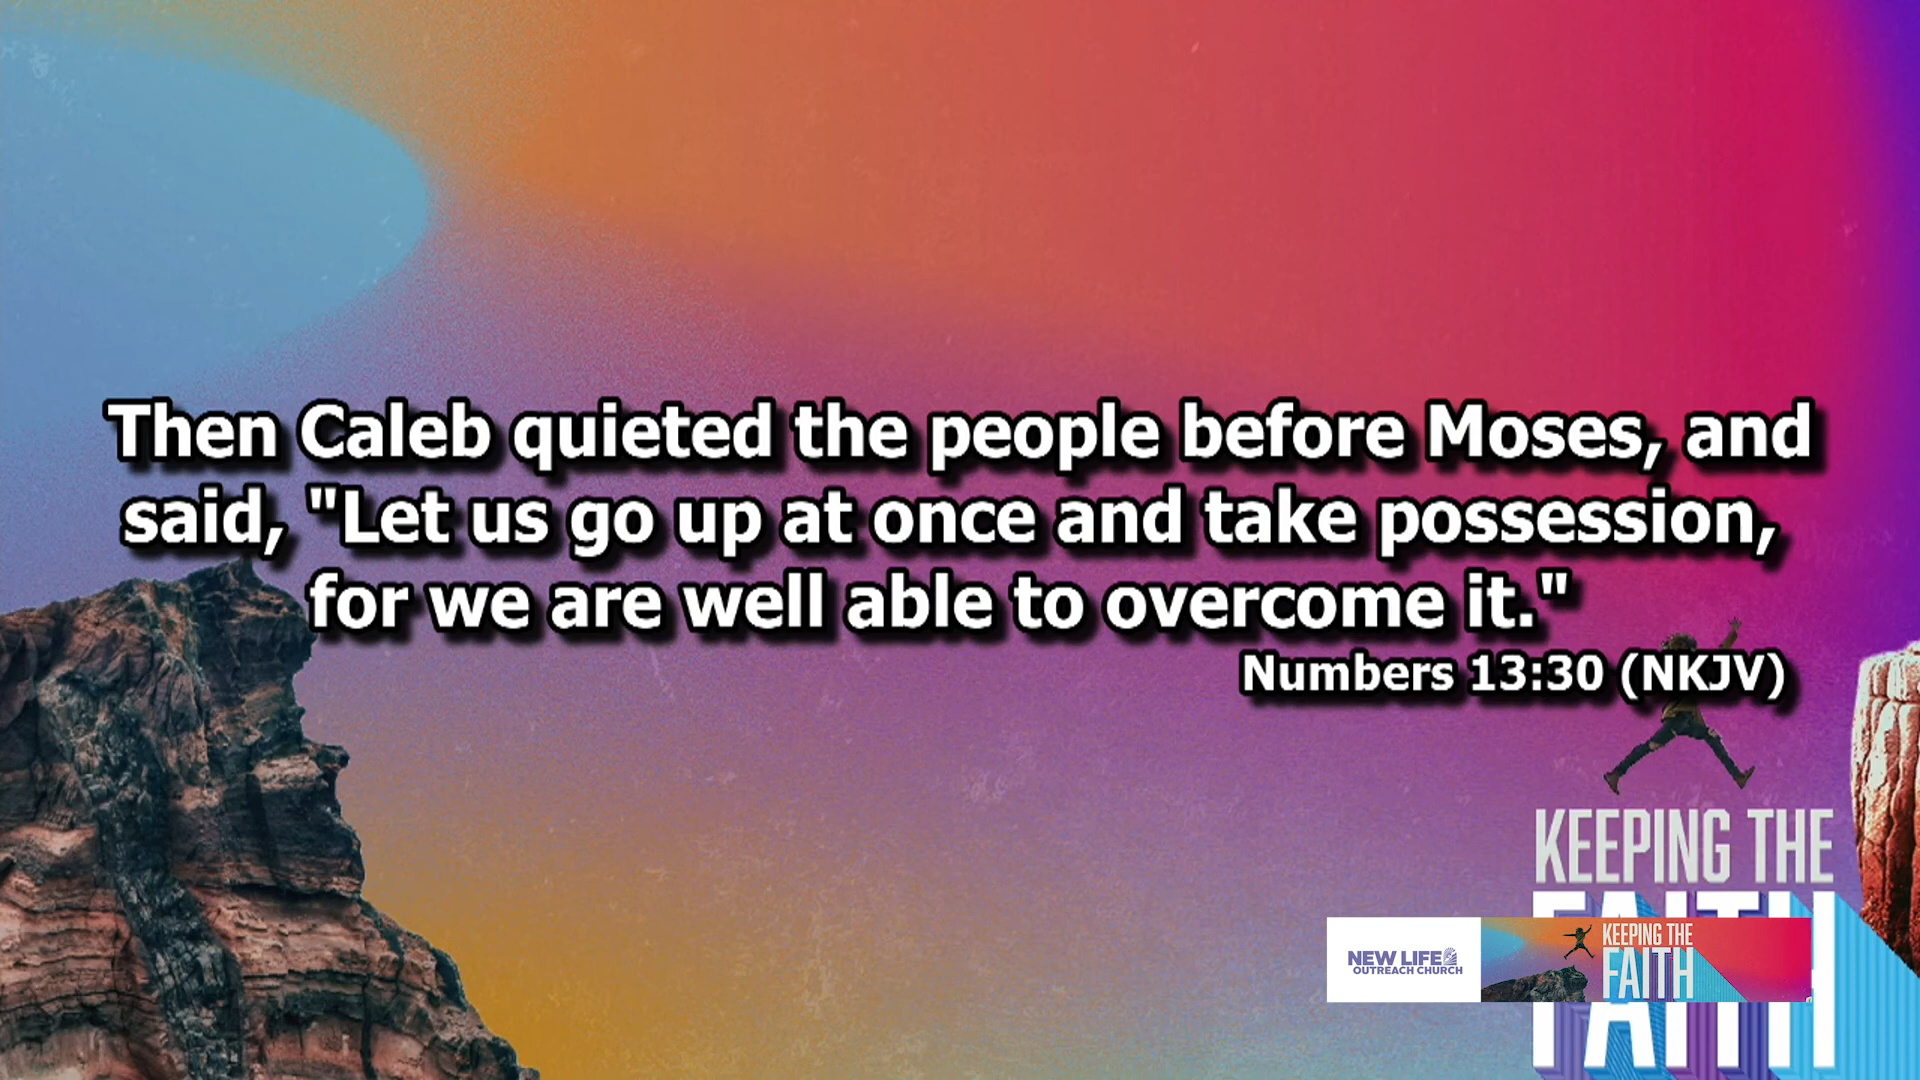 Then Caleb quieted the people before Moses, and
said, "Let us go up at once and take possession,
for we are well able to overcome it."
Numbers 13:30 (NKJV)
KEEPING THE
FAITH
NEW LIFE
OUTREACH CHURCH
KEEPING THE
FAITH
FAITH